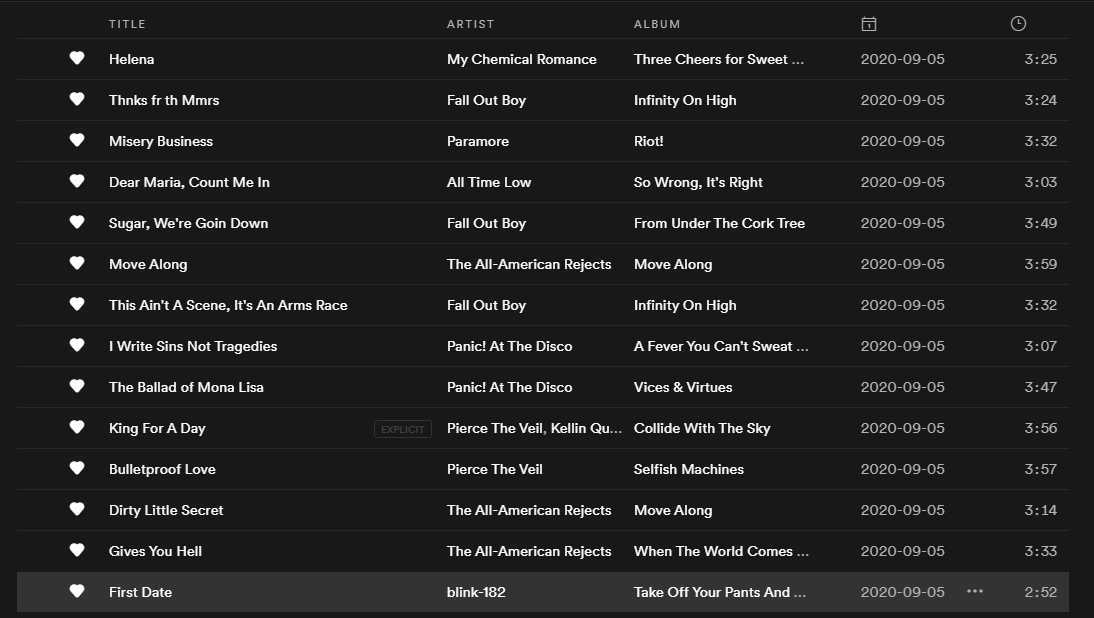 TITLE ARTIST ALBUM
Helena My Chemical Romance Three Cheers for Sweet ... 2020-09-05 3:25
Thnks fr th Mmrs Fall Out Boy Infinity On High 2020-09-05 3:24
Misery Business Paramore Riot! 2020-09-05 3:32
Dear Maria, Count Me In All Time Low So Wrong, It's Right 2020-09-05 3:03
Sugar, We're Goin Down Fall Out Boy From Under The Cork Tree 2020-09-05 3:49
Move Along The All-American Rejects Move Along 2020-09-05 3:59
This Ain't A Scene, It's An Arms Race Fall Out Boy Infinity On High 2020-09-05 3:32
I Write Sins Not Tragedies Panic! At The Disco A Fever You Can't Sweat ... 2020-09-05 3:07
The Ballad of Mona Lisa Panic! At The Disco Vices & Virtues 2020-09-05 3:47
King For A Day EXPLICIT Pierce The Veil, Kellin Qu... Collide With The Sky 2020-09-05 3:56
Bulletproof Love Pierce The Veil Selfish Machines 2020-09-05 3:57
Dirty Little Secret The All-American Rejects Move Along 2020-09-05 3:14
Gives You Hell The All-American Rejects When The World Comes ... 2020-09-05 3:33
First Date blink-182 Take Off Your Pants And ... 2020-09-05 2:52